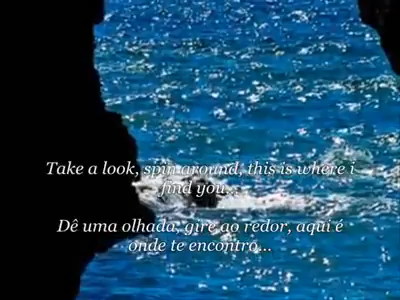 Take a look, spin around, this is where i
find you...
Dê uma olhada, gire ao redor, aqui é
onde te encontro...